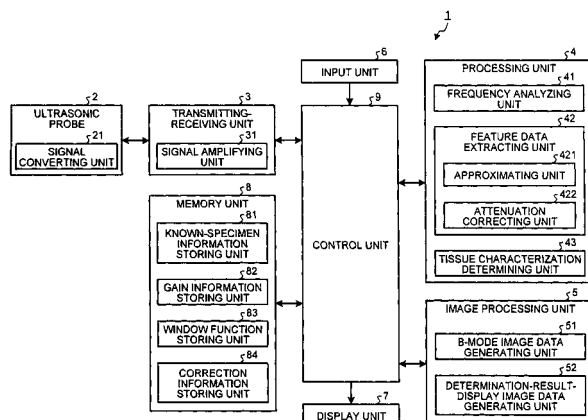 1
6
INPUT UNIT
2
ULTRASONIC
PROBE
21
SIGNAL
CONVERTING UNIT
3
TRANSMITTING-
RECEIVING UNIT
31
SIGNAL AMPLIFYING
UNIT
9
CONTROL UNIT
4
PROCESSING UNIT
41
FREQUENCY ANALYZING
UNIT
42
FEATURE DATA
EXTRACTING UNIT
421
APPROXIMATING UNIT
422
ATTENUATION
CORRECTING UNIT
43
TISSUE CHARACTERIZATION
DETERMINING UNIT
8
MEMORY UNIT
81
KNOWN-SPECIMEN
INFORMATION
STORING UNIT
82
GAIN INFORMATION
STORING UNIT
83
WINDOW FUNCTION
STORING UNIT
84
CORRECTION
INFORMATION
STORING UNIT
5
IMAGE PROCESSING UNIT
51
B-MODE IMAGE DATA
GENERATING UNIT
52
DETERMINATION-RESULT-
DISPLAY IMAGE DATA
GENERATING UNIT
7
DISPLAY UNIT